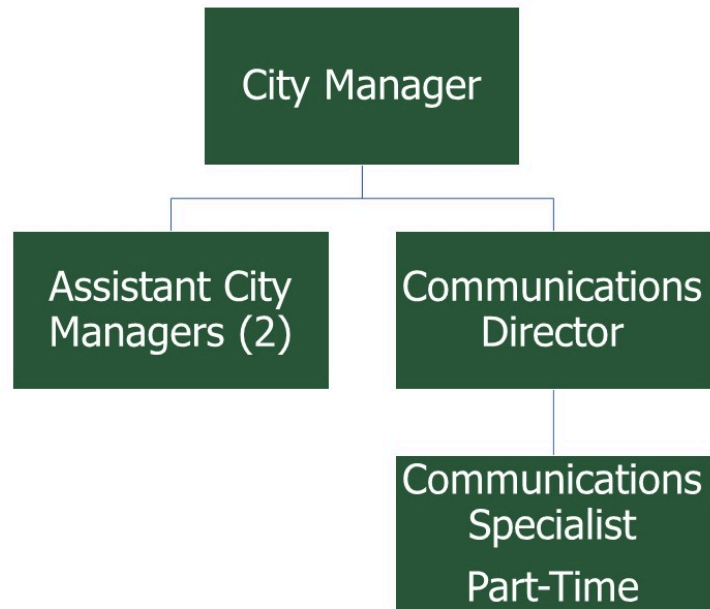 City Manager
Assistant City
Managers (2)
Communications
Director
Communications
Specialist
Part-Time